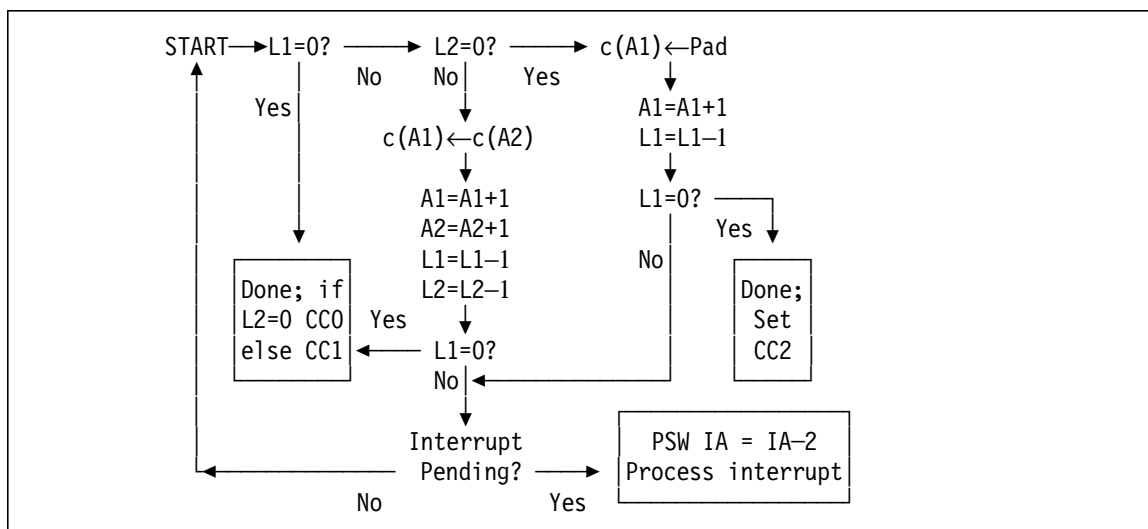 START L1=0? L2=0? c(A1)←Pad
No No Yes
Yes A1=A1+1
c(A1)←c(A2) L1=L1–1
A1=A1+1 L1=0?
A2=A2+1 Yes
L1=L1–1 No
Done; if L2=L2–1 Done;
L2=0 CC0 Yes Set
else CC1 L1=0? CC2
No
Interrupt PSW IA = IA–2
Pending? Process interrupt
No Yes